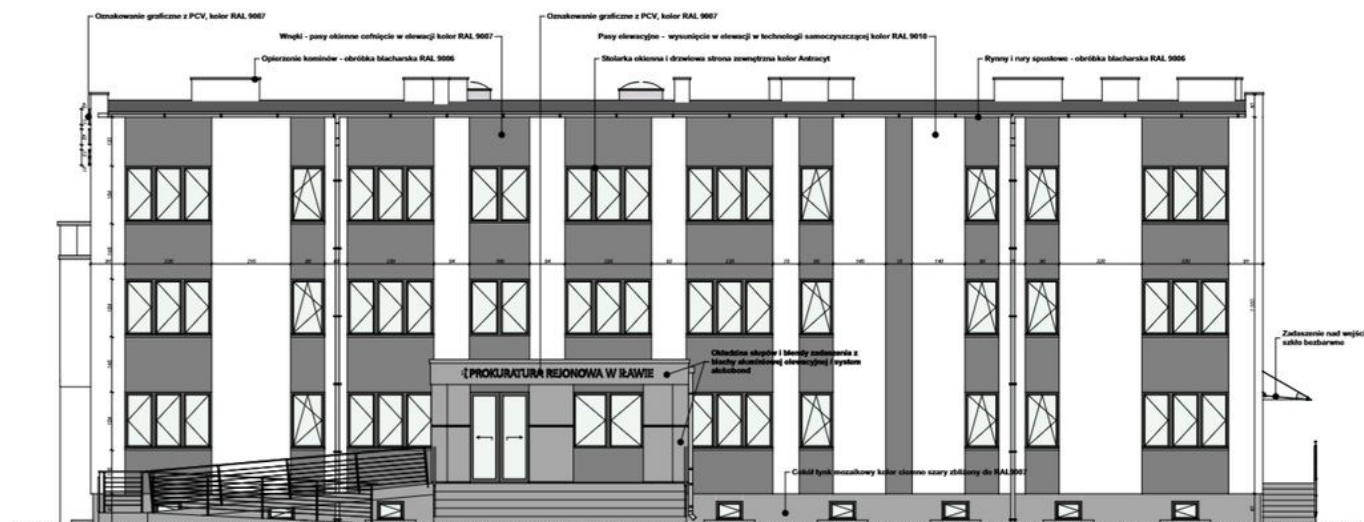 Oznakowanie graficzne z PCV, kolor RAL 9007
Oznakowanie graficzne z PCV, kolor RAL 9007
Wnęki - pasy okienne cofnięcie w elewacji kolor RAL 9007
Pasy elewacyjne - wysunięcie w elewacji w technologii samoczyszczącej kolor RAL 9010
Opierzenie kominów - obróbka blacharska RAL 9006
Stolarka okienna i drzwiowa strona zewnętrzna kolor Antracyt
Rynny i rury spustowe - obróbka blacharska RAL 9006
Zadaszenie nad wejści
szkło bezbarwne
Okładzina słupów i blendy zadaszenia z
blachy aluminiowej elewacyjnej / system
alukobond
PROKURATURA REJONOWA W IŁAWIE
Cokół tynk mozaikowy kolor ciemno szary zbliżony do RAL9007